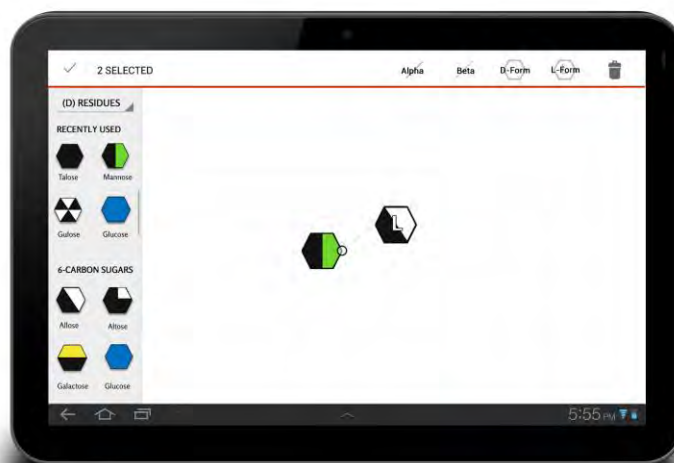 2 SELECTED
Alpha
Beta
D-Form
L-Form
(D) RESIDUES
RECENTLY USED
Talose
Mannose
Gulose
Glucose
6-CARBON SUGARS
Allose
Altose
Galactose
Glucose
L
5:55 PM